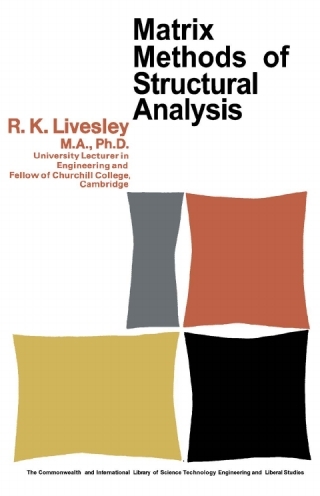 Matrix
Methods of
Structural
Analysis
R. K. Livesley
M.A., Ph.D.
University Lecturer in
Engineering and
Fellow of Churchill College,
Cambridge
The Commonwealth and International Library of Science Technology Engineering and Liberal Studies